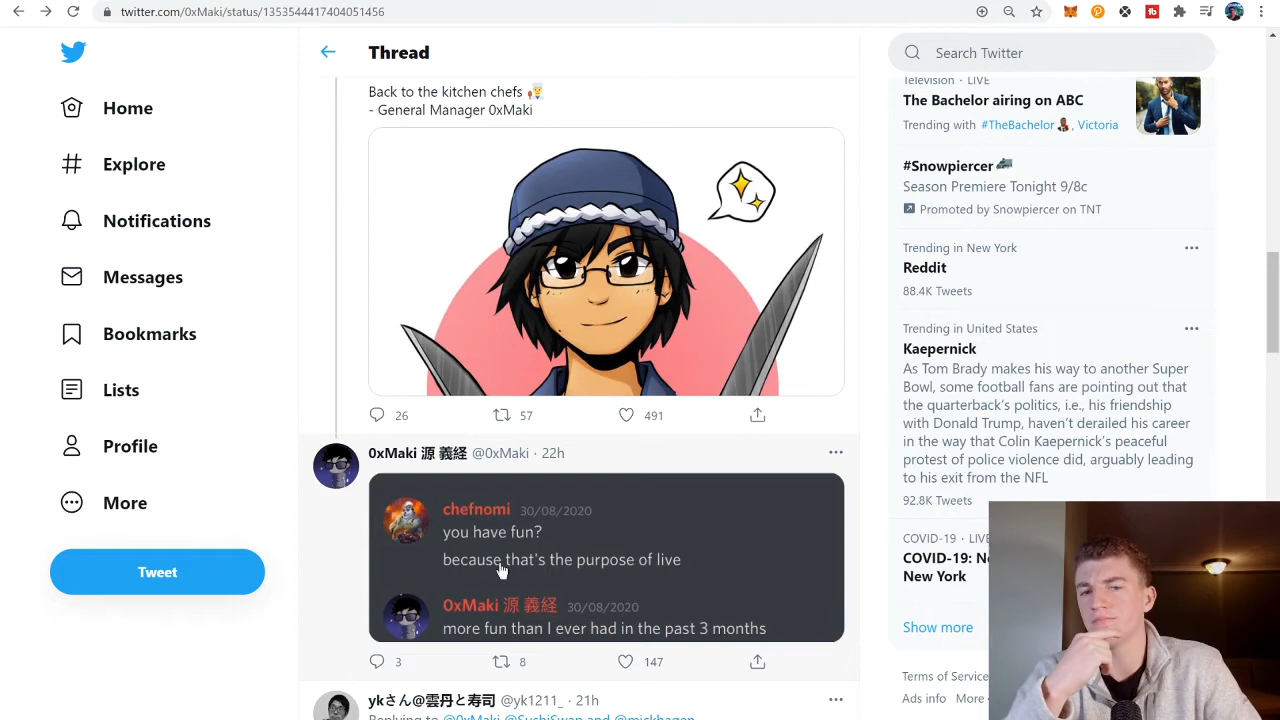 twitter.com/0xMaki/status/1353544417404051456
Home
Explore
Notifications
Messages
Bookmarks
Lists
Profile
More
Tweet
Thread
Back to the kitchen chefs 👨‍🍳
- General Manager 0xMaki
26 57 491
0xMaki 源 義経 @0xMaki · 22h
chefnomi 30/08/2020
you have fun?
because that's the purpose of live
0xMaki 源 義経 30/08/2020
more fun than I ever had in the past 3 months
3 8 147
ykさん@雲丹と寿司 @yk1211_ · 21h
Replying to @0xMaki @SushiSwap and @mickhagen
Search Twitter
Television · LIVE
The Bachelor airing on ABC
Trending with #TheBachelor🌹, Victoria
#Snowpiercer
Season Premiere Tonight 9/8c
Promoted by Snowpiercer on TNT
Trending in New York
Reddit
88.4K Tweets
Trending in United States
Kaepernick
As Tom Brady makes his way to another Super
Bowl, some football fans are pointing out that
the quarterback's politics, i.e., his friendship
with Donald Trump, haven't derailed his career
in the way that Colin Kaepernick's peaceful
protest of police violence did, arguably leading
to his exit from the NFL
92.8K Tweets
COVID-19 · LIVE
COVID-19:
New York
Show more
Terms of Service
Ads info More